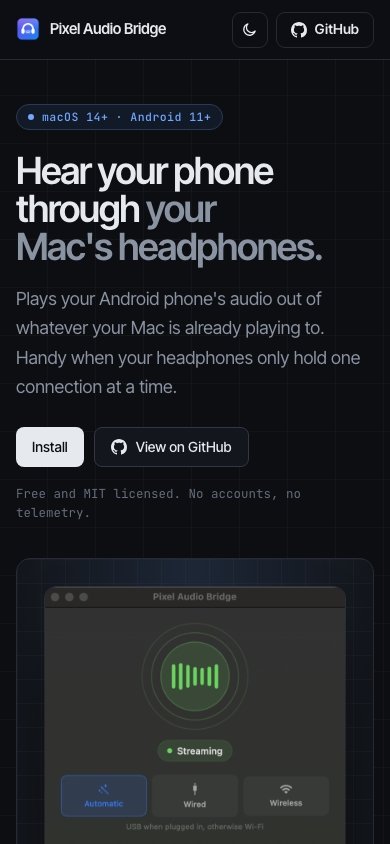 Pixel Audio Bridge
GitHub
macOS 14+ · Android 11+
Hear your phone
through your
Mac's headphones.
Plays your Android phone's audio out of
whatever your Mac is already playing to.
Handy when your headphones only hold one
connection at a time.
Install
View on GitHub
Free and MIT licensed. No accounts, no
telemetry.
Pixel Audio Bridge
Streaming
Automatic
Wired
Wireless
USB when plugged in, otherwise Wi-Fi